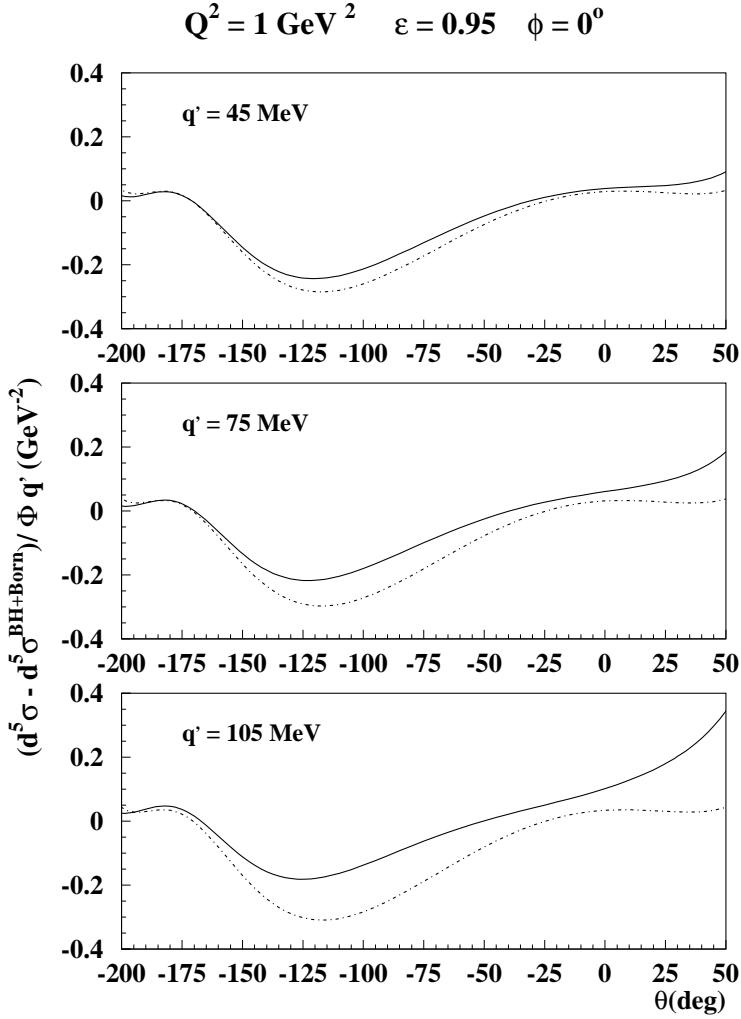 Q² = 1 GeV ² ε = 0.95 ϕ = 0°
(d⁵σ - d⁵σ^BH+Born)/ Φ q' (GeV⁻²)
0.4
q' = 45 MeV
0.2
0
-0.2
-0.4
-200 -175 -150 -125 -100 -75 -50 -25 0 25 50
0.4
q' = 75 MeV
0.2
0
-0.2
-0.4
-200 -175 -150 -125 -100 -75 -50 -25 0 25 50
0.4
q' = 105 MeV
0.2
0
-0.2
-0.4
-200 -175 -150 -125 -100 -75 -50 -25 0 25 50
θ(deg)